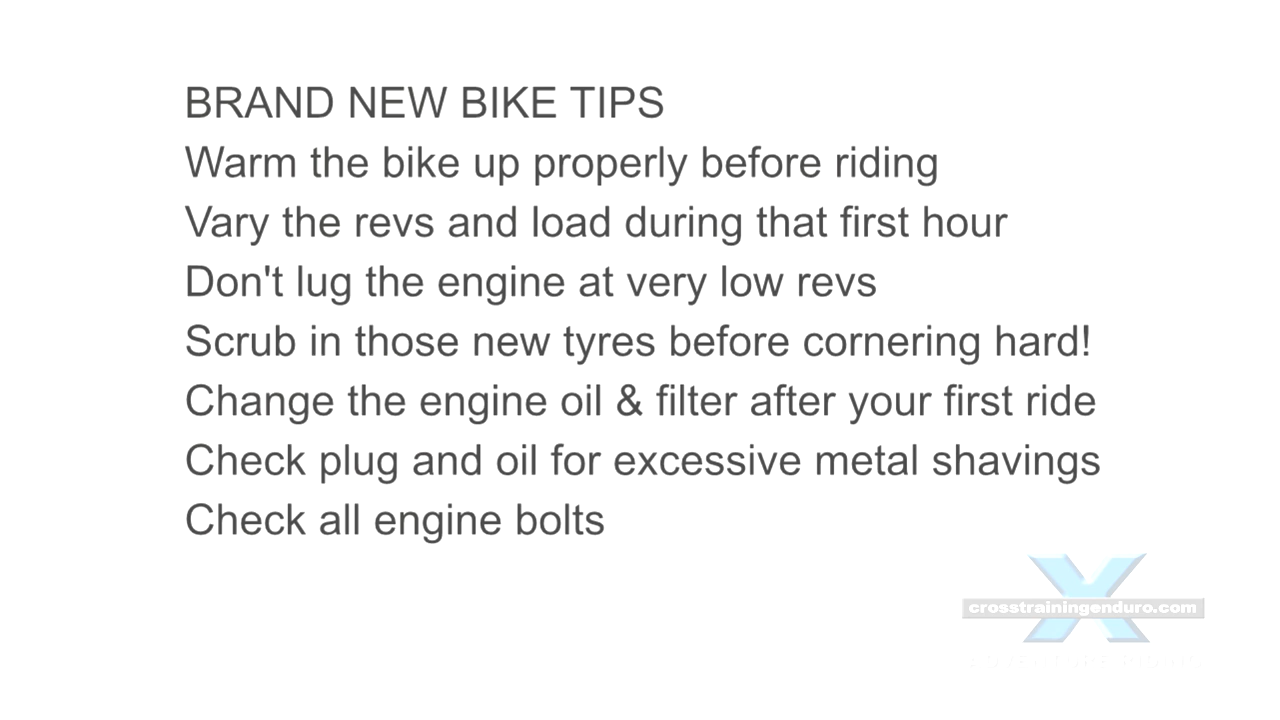 BRAND NEW BIKE TIPS
Warm the bike up properly before riding
Vary the revs and load during that first hour
Don't lug the engine at very low revs
Scrub in those new tyres before cornering hard!
Change the engine oil & filter after your first ride
Check plug and oil for excessive metal shavings
Check all engine bolts
crosstrainingenduro.com